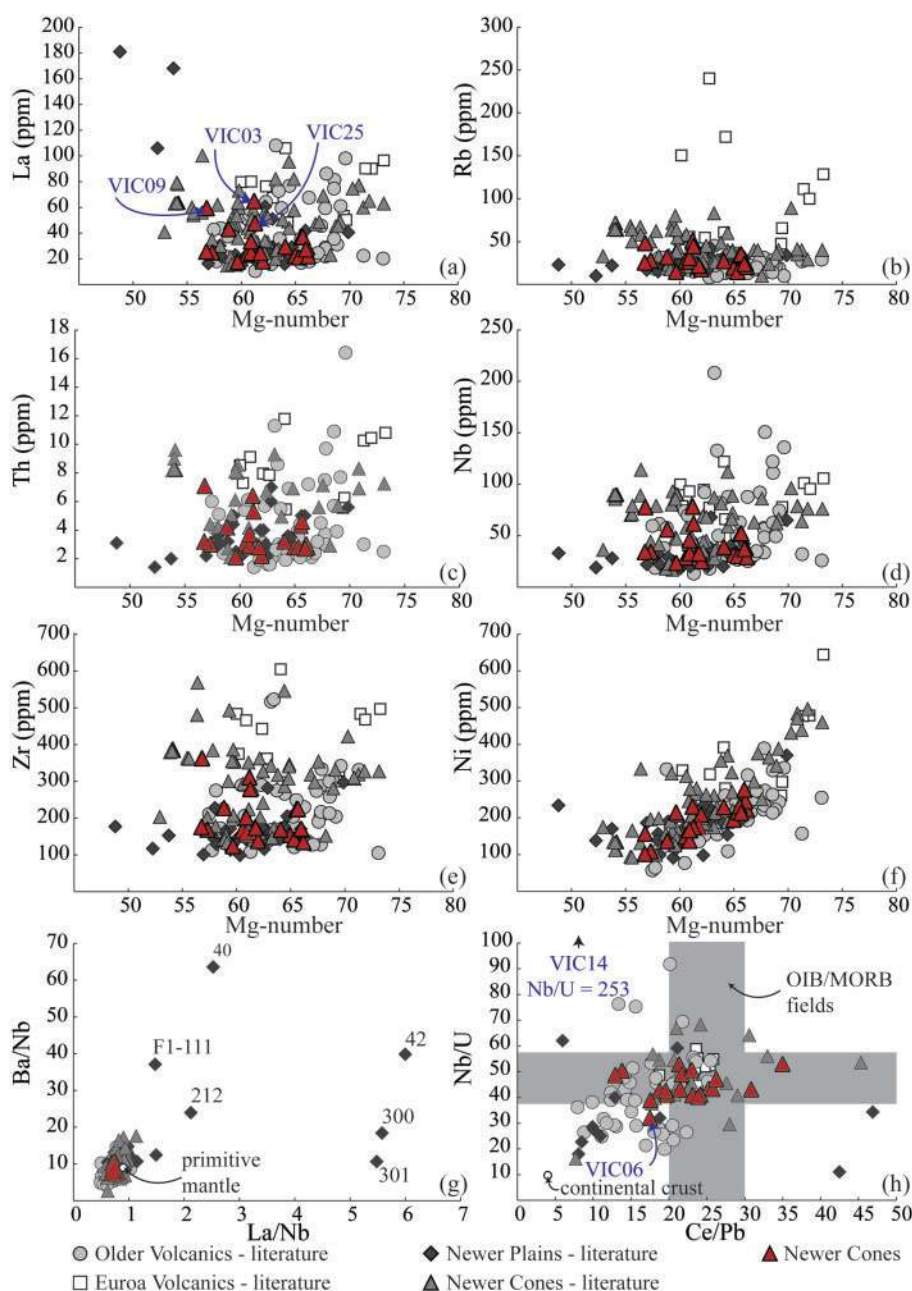 La (ppm)
200
180
160
140
120
100
80
60
40
20
VIC03
VIC25
VIC09
(a)
50 55 60 65 70 75 80
Mg-number
Rb (ppm)
300
250
200
150
100
50
(b)
50 55 60 65 70 75 80
Mg-number
Th (ppm)
18
16
14
12
10
8
6
4
2
(c)
50 55 60 65 70 75 80
Mg-number
Nb (ppm)
250
200
150
100
50
(d)
50 55 60 65 70 75 80
Mg-number
Zr (ppm)
700
600
500
400
300
200
100
(e)
50 55 60 65 70 75 80
Mg-number
Ni (ppm)
700
600
500
400
300
200
100
(f)
50 55 60 65 70 75 80
Mg-number
Ba/Nb
70
60
50
40
30
20
10
40
F1-111
42
212
300
301
primitive
mantle
(g)
0 1 2 3 4 5 6 7
La/Nb
Nb/U
100
90
80
70
60
50
40
30
20
10
VIC14
Nb/U = 253
OIB/MORB
fields
VIC06
continental crust
(h)
0 5 10 15 20 25 30 35 40 45 50
Ce/Pb
Older Volcanics - literature
Newer Plains - literature
Newer Cones
Euroa Volcanics - literature
Newer Cones - literature